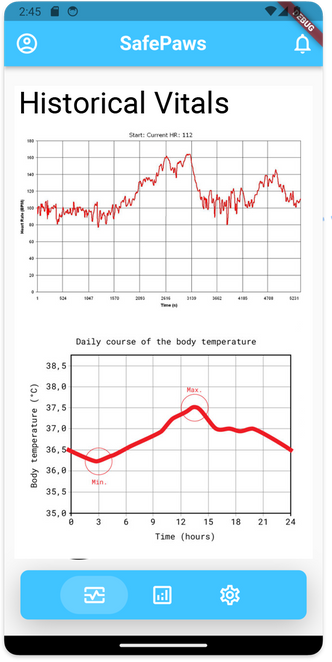 2:45
DEBUG
SafePaws
Historical Vitals
Start: Current HR: 112
Heart Rate (BPM)
180
160
140
120
100
80
60
40
20
0
1 524 1047 1570 2093 2616 3139 3662 4185 4708 5231
Time (s)
Daily course of the body temperature
Body temperature (°C)
38,5
38,0
37,5
37,0
36,5
36,0
35,5
35,0
Max.
Min.
0 3 6 9 12 15 18 21 24
Time (hours)